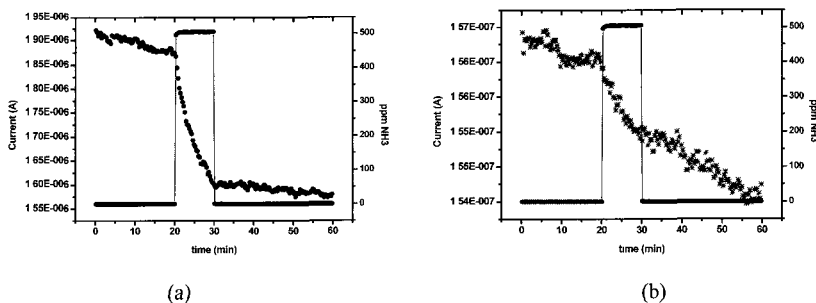 1 95E-006
1.90E-006
1 85E-006
1 80E-006
1.75E-006
1 70E-006
1 65E-006
1 60E-006
1 55E-006
Current (A)
500
400
300
200
100
0
ppm NH3
0 10 20 30 40 50 60
time (min)
(a)
1 57E-007
1 56E-007
1 56E-007
1 55E-007
1 55E-007
1 54E-007
Current (A)
500
400
300
200
100
0
ppm NH3
0 10 20 30 40 50 60
time (min)
(b)